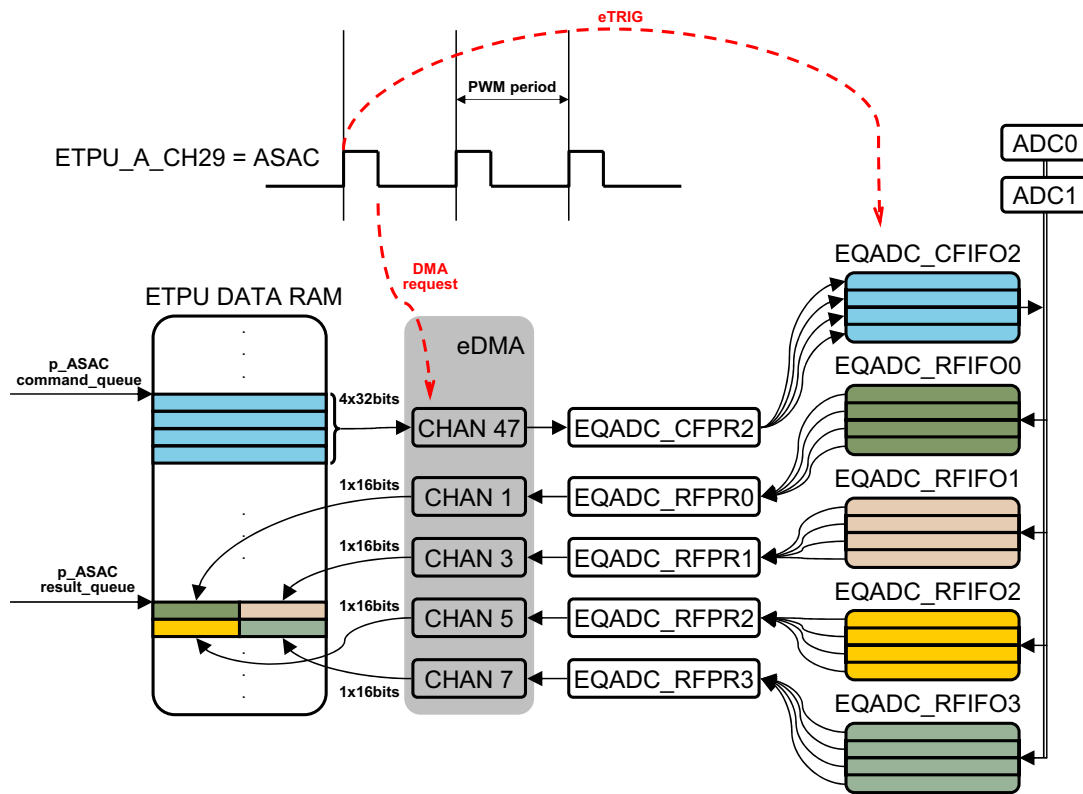 eTRIG
PWM period
ETPU_A_CH29 = ASAC
ADC0
ADC1
DMA
request
EQADC_CFIFO2
ETPU DATA RAM
eDMA
p_ASAC
command_queue
4x32bits
CHAN 47
EQADC_CFPR2
EQADC_RFIFO0
1x16bits
CHAN 1
EQADC_RFPR0
EQADC_RFIFO1
1x16bits
CHAN 3
EQADC_RFPR1
p_ASAC
result_queue
EQADC_RFIFO2
1x16bits
CHAN 5
EQADC_RFPR2
1x16bits
CHAN 7
EQADC_RFPR3
EQADC_RFIFO3